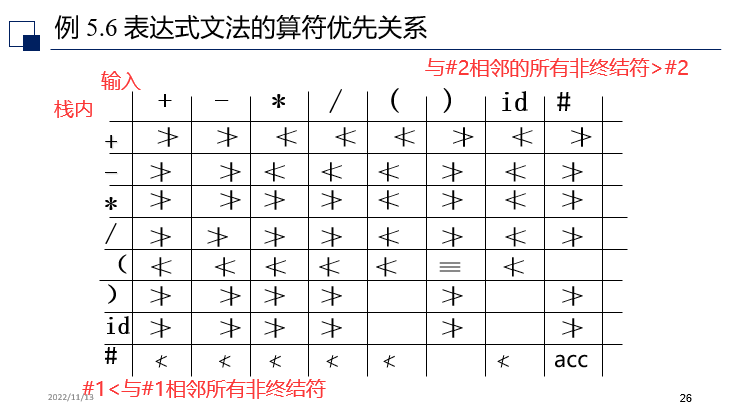 例 5.6 表达式文法的算符优先关系
与#2相邻的所有非终结符>#2
输入
栈内
+ - * / ( ) id #
+ ⋗ ⋗ ⋖ ⋖ ⋖ ⋗ ⋖ ⋗
- ⋗ ⋗ ⋖ ⋖ ⋖ ⋗ ⋖ ⋗
* ⋗ ⋗ ⋗ ⋗ ⋖ ⋗ ⋖ ⋗
/ ⋗ ⋗ ⋗ ⋗ ⋖ ⋗ ⋖ ⋗
( ⋖ ⋖ ⋖ ⋖ ⋖ ≡ ⋖
) ⋗ ⋗ ⋗ ⋗ ⋗ ⋗
id ⋗ ⋗ ⋗ ⋗ ⋗ ⋗
# ⋖ ⋖ ⋖ ⋖ ⋖ ⋖ acc
#1<与#1相邻所有非终结符
2022/11/13
26